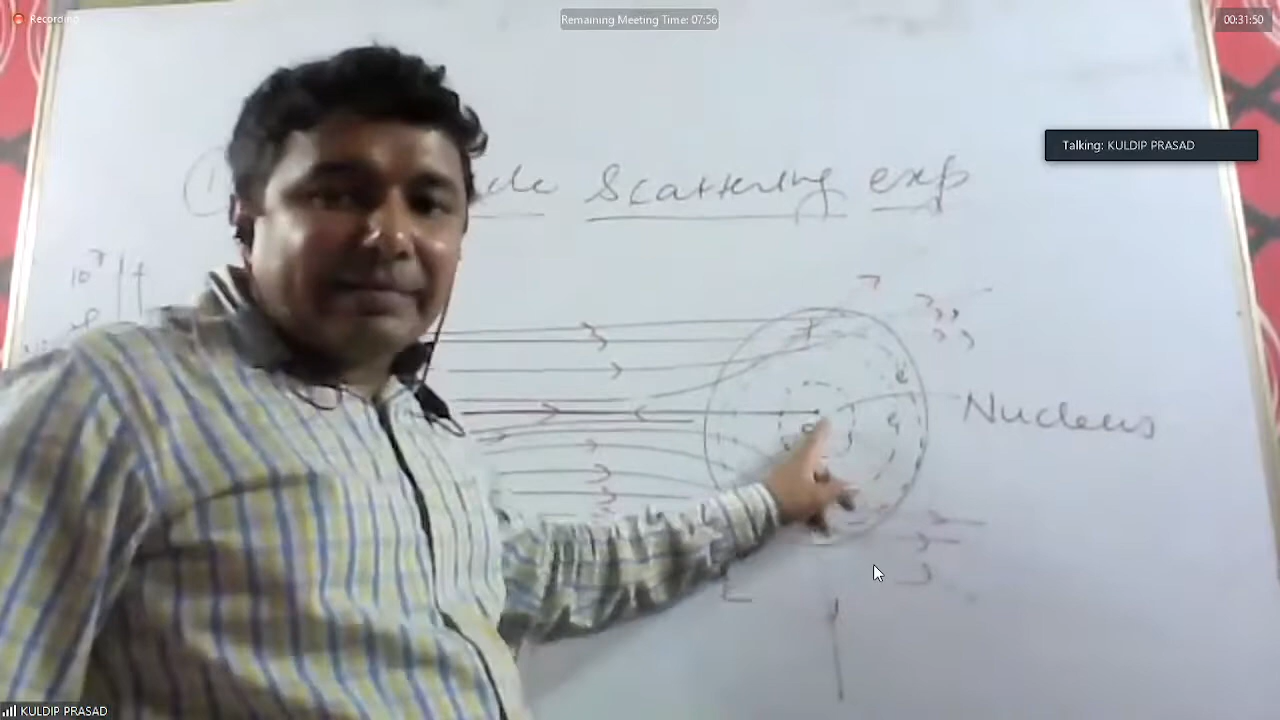 Recording
Remaining Meeting Time: 07:56
00:31:50
Talking: KULDIP PRASAD
Scattering exp
Nucleus
KULDIP PRASAD